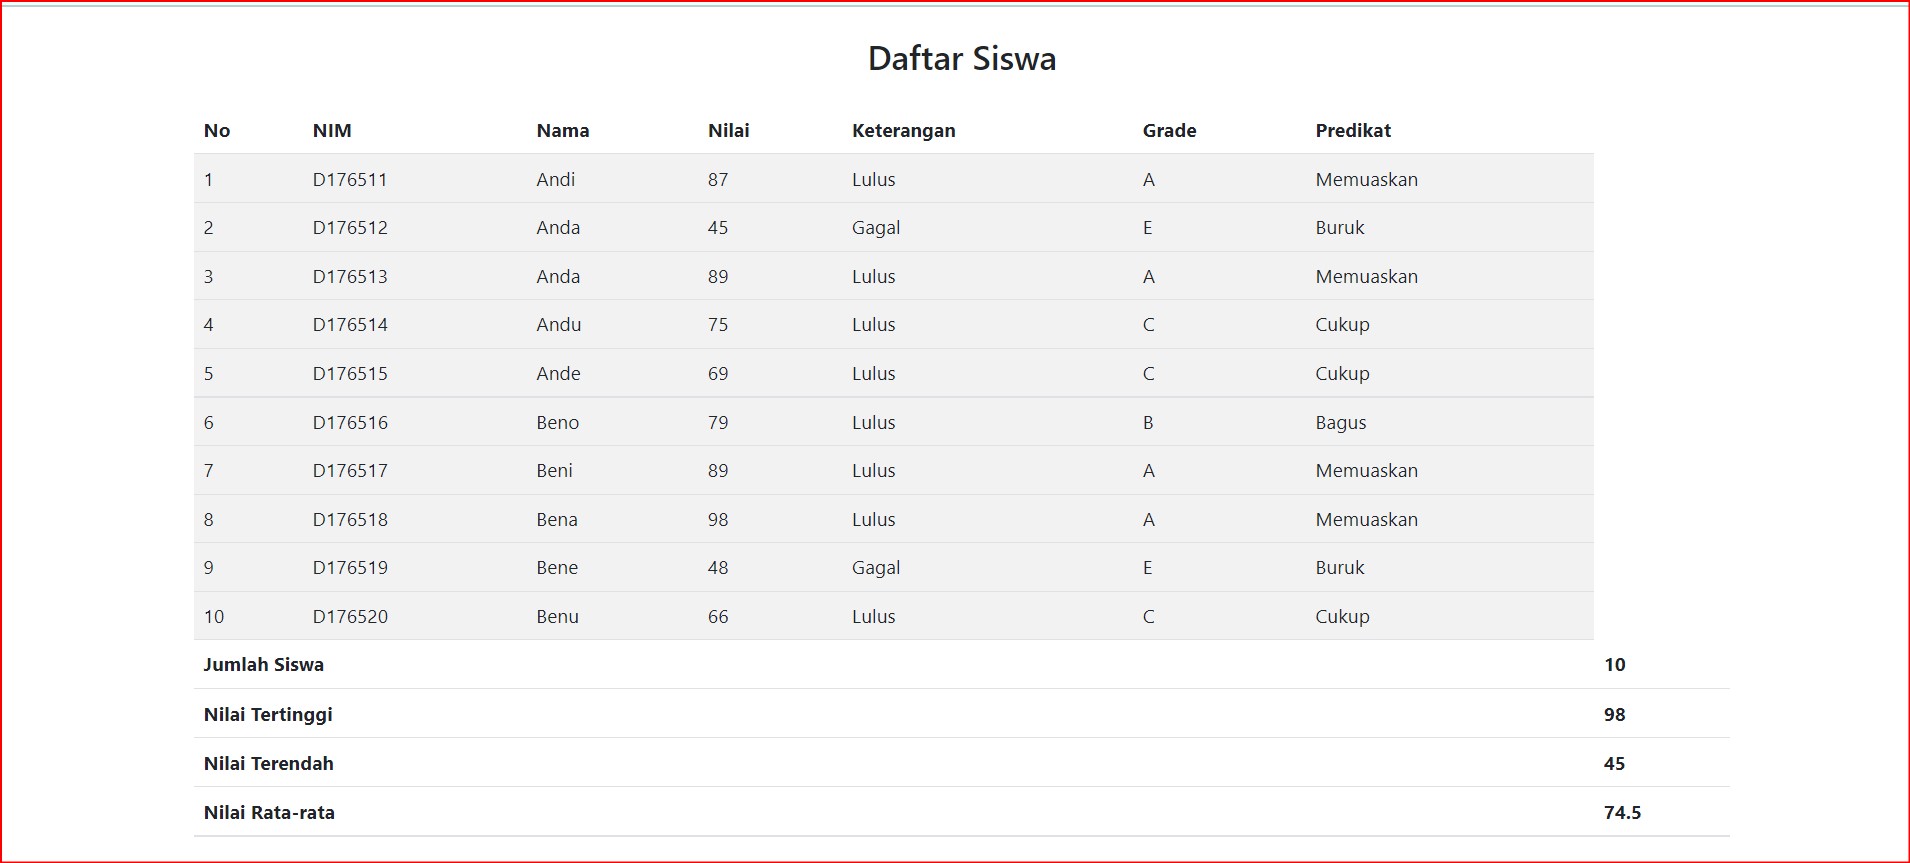 Daftar Siswa
No NIM Nama Nilai Keterangan Grade Predikat
1 D176511 Andi 87 Lulus A Memuaskan
2 D176512 Anda 45 Gagal E Buruk
3 D176513 Anda 89 Lulus A Memuaskan
4 D176514 Andu 75 Lulus C Cukup
5 D176515 Ande 69 Lulus C Cukup
6 D176516 Beno 79 Lulus B Bagus
7 D176517 Beni 89 Lulus A Memuaskan
8 D176518 Bena 98 Lulus A Memuaskan
9 D176519 Bene 48 Gagal E Buruk
10 D176520 Benu 66 Lulus C Cukup
Jumlah Siswa 10
Nilai Tertinggi 98
Nilai Terendah 45
Nilai Rata-rata 74.5